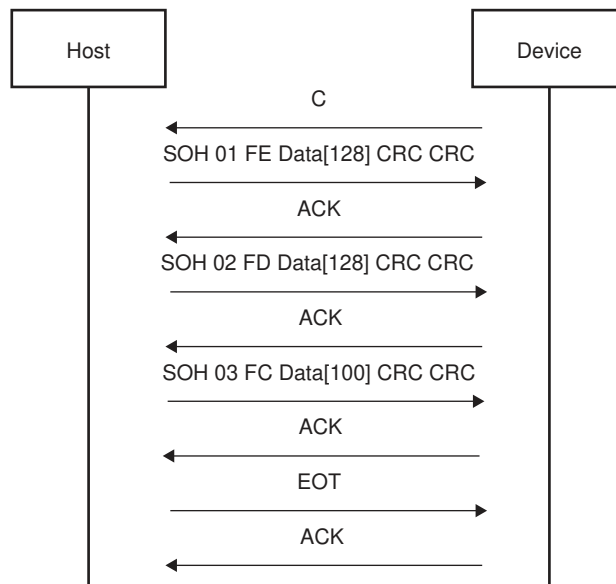 Host
Device
C
SOH 01 FE Data[128] CRC CRC
ACK
SOH 02 FD Data[128] CRC CRC
ACK
SOH 03 FC Data[100] CRC CRC
ACK
EOT
ACK